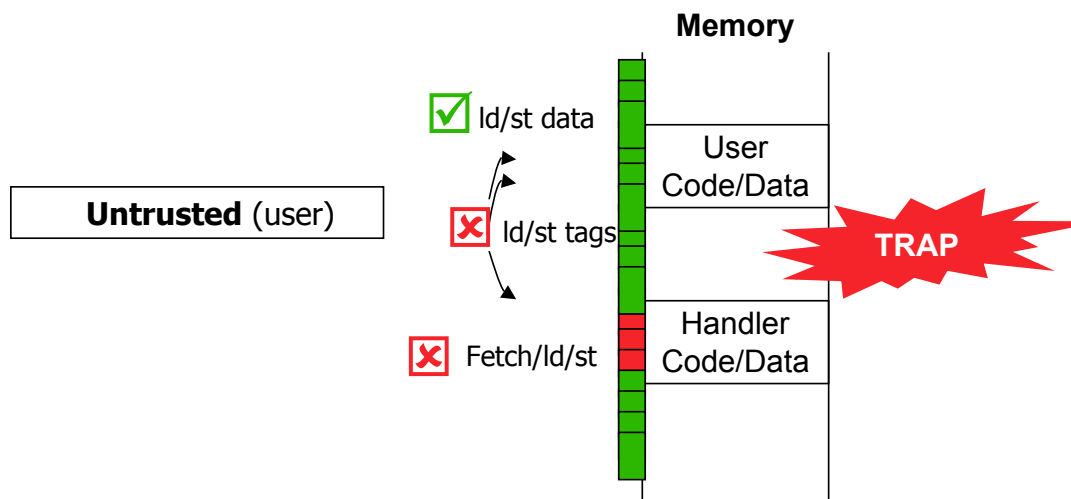 Memory
ld/st data
User
Code/Data
Untrusted (user)
ld/st tags
TRAP
Handler
Code/Data
Fetch/ld/st